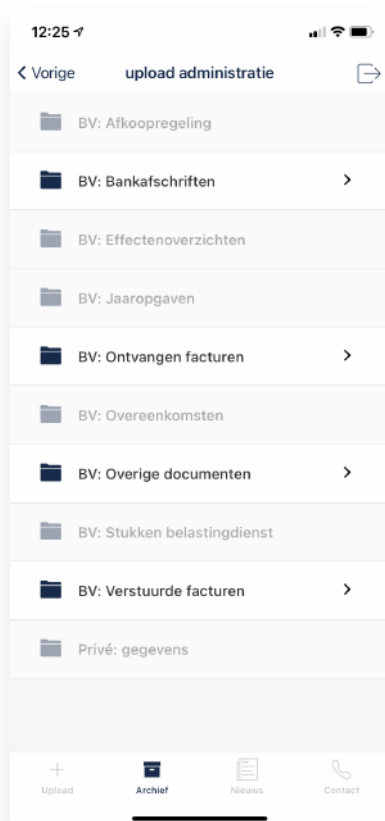 12:25
Vorige upload administratie
BV: Afkoopregeling
BV: Bankafschriften
BV: Effectenoverzichten
BV: Jaaropgaven
BV: Ontvangen facturen
BV: Overeenkomsten
BV: Overige documenten
BV: Stukken belastingdienst
BV: Verstuurde facturen
Privé: gegevens
Upload Archief Nieuws Contact